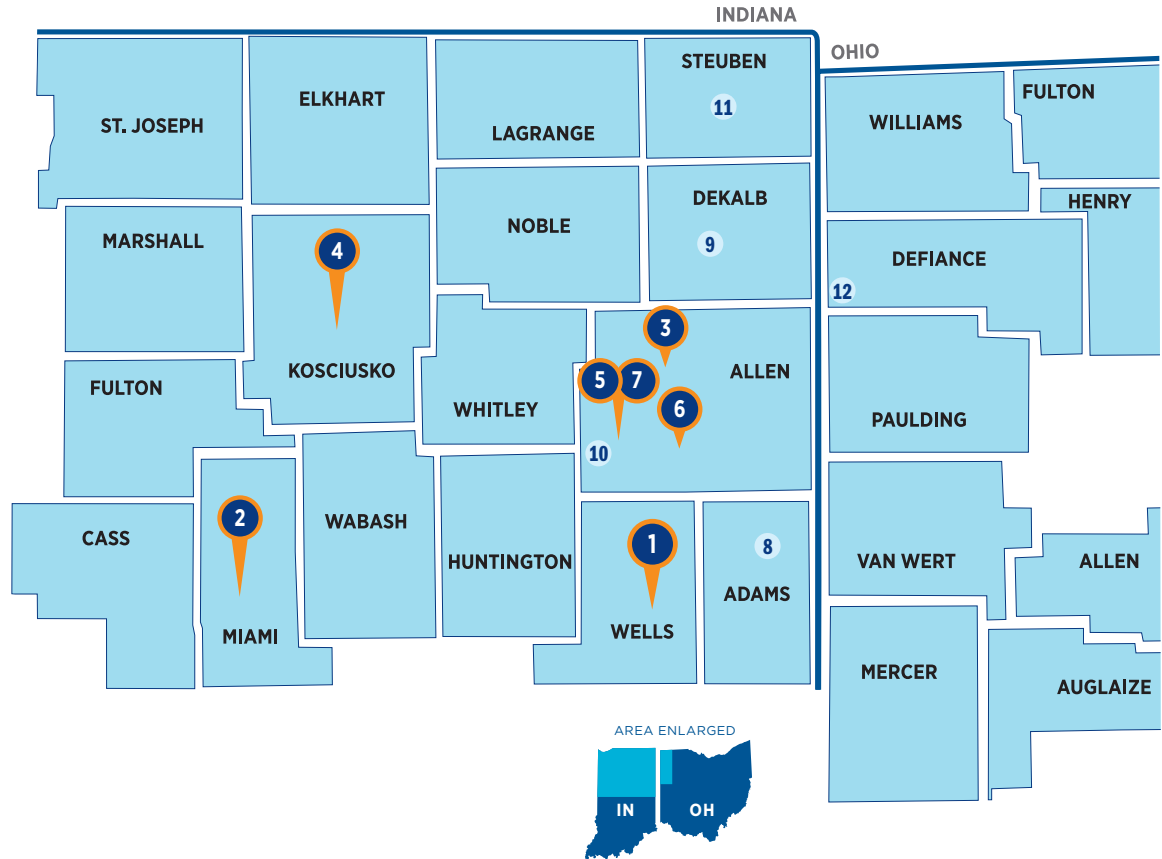 INDIANA
OHIO
STEUBEN
ELKHART
FULTON
11
ST. JOSEPH
WILLIAMS
LAGRANGE
DEKALB
HENRY
NOBLE
MARSHALL
9
4
DEFIANCE
12
3
KOSCIUSKO
ALLEN
5
7
FULTON
WHITLEY
6
PAULDING
10
2
WABASH
CASS
1
8
HUNTINGTON
VAN WERT
ALLEN
ADAMS
MIAMI
WELLS
MERCER
AUGLAIZE
AREA ENLARGED
IN
OH